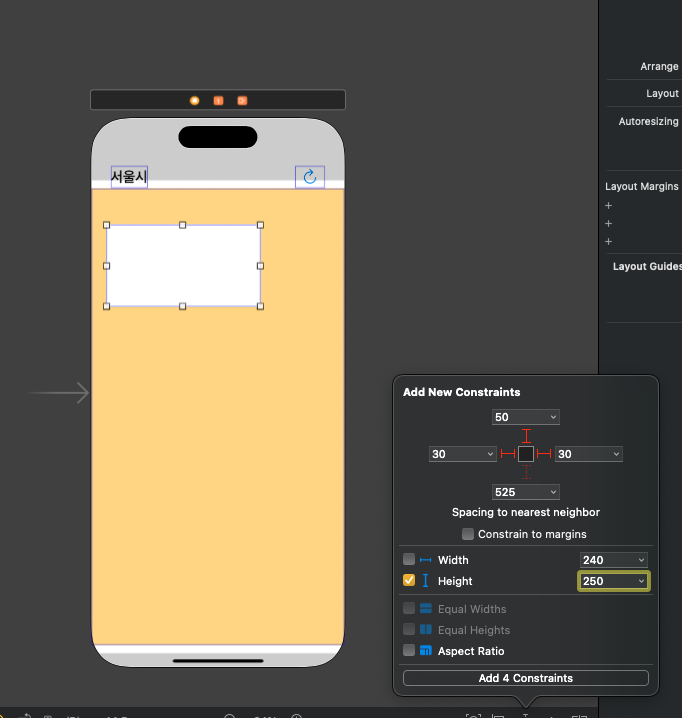 Arrange
Layout
Autoresizing
서울시
Layout Margins
+
+
+
Layout Guides
Add New Constraints
50
30 30
525
Spacing to nearest neighbor
Constrain to margins
Width 240
Height 250
Equal Widths
Equal Heights
Aspect Ratio
Add 4 Constraints